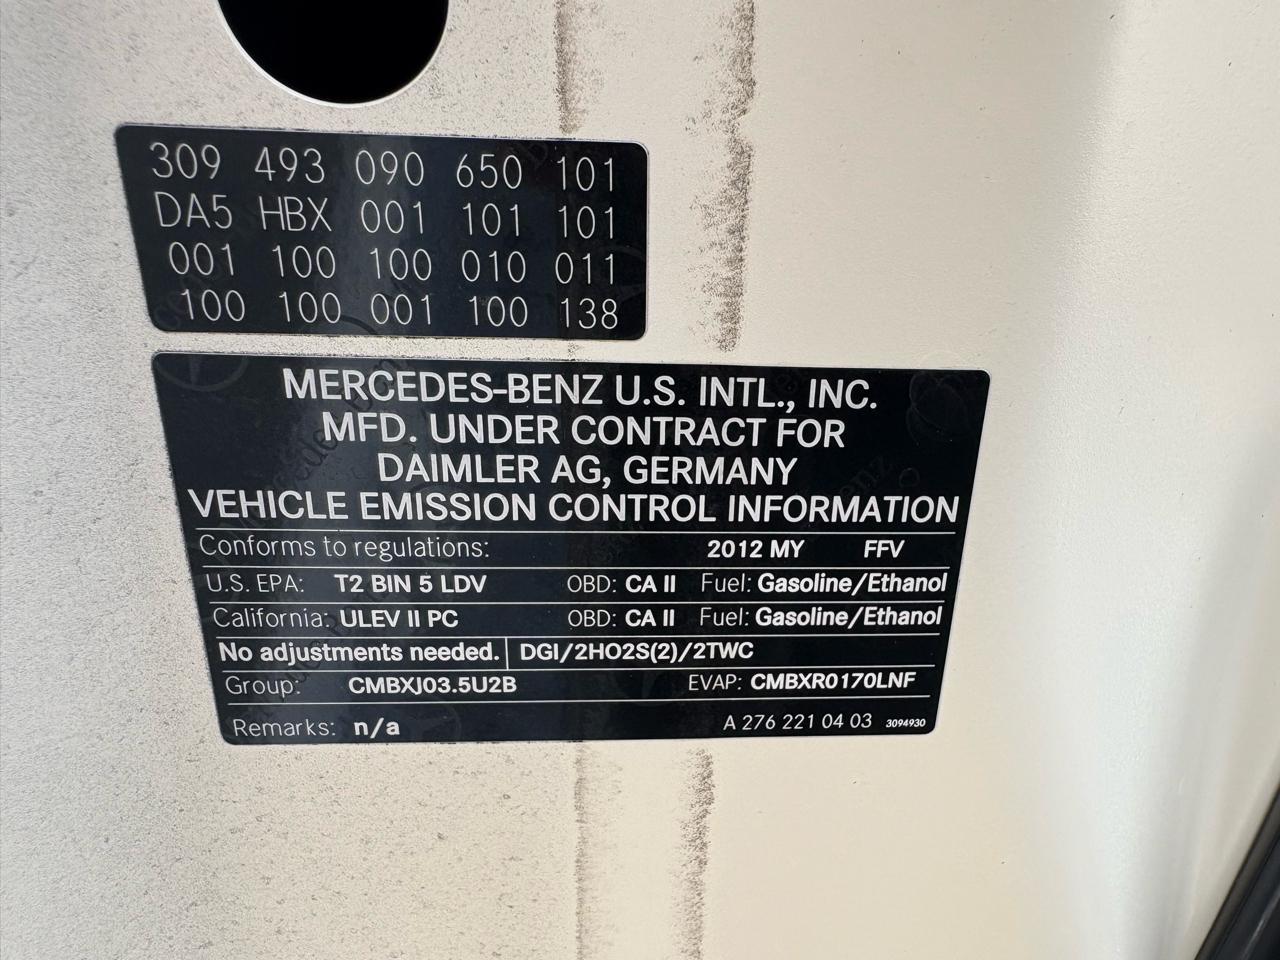 309 493 090 650 101
DA5 HBX 001 101 101
001 100 100 010 011
100 100 001 100 138
MERCEDES-BENZ U.S. INTL., INC.
MFD. UNDER CONTRACT FOR
DAIMLER AG, GERMANY
VEHICLE EMISSION CONTROL INFORMATION
Conforms to regulations: 2012 MY FFV
U.S. EPA: T2 BIN 5 LDV OBD: CA II Fuel: Gasoline/Ethanol
California: ULEV II PC OBD: CA II Fuel: Gasoline/Ethanol
No adjustments needed. DGI/2HO2S(2)/2TWC
Group: CMBXJ03.5U2B EVAP: CMBXR0170LNF
Remarks: n/a A 276 221 04 03 3094930